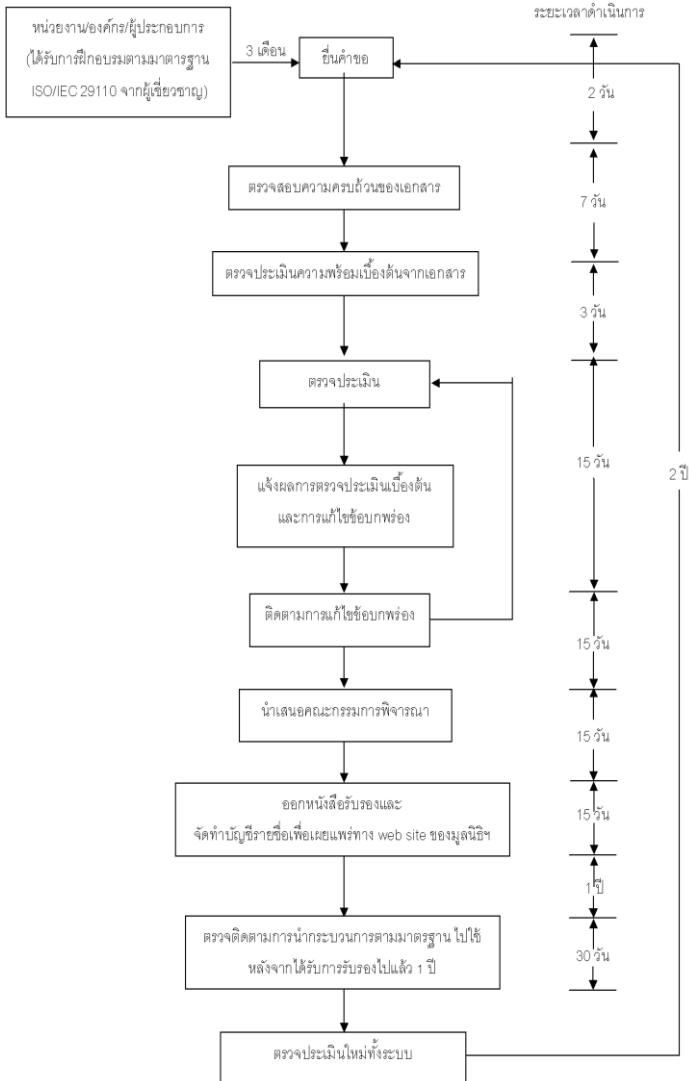 ระยะเวลาดำเนินการ
หน่วยงาน/องค์กร/ผู้ประกอบการ
(ได้รับการฝึกอบรมตามมาตารฐาน
ISO/IEC 29110 จากผู้เชี่ยวชาญ)
3 เดือน
ยื่นคำขอ
2 วัน
ตรวจสอบความครบถ้วนของเอกสาร
7 วัน
ตรวจประเมินความพร้อมเบื้องต้นจากเอกสาร
3 วัน
ตรวจประเมิน
15 วัน
2 ปี
แจ้งผลการตรวจประเมินเบื้องต้น
และการแก้ไขข้อบกพร่อง
ติดตามการแก้ไขข้อบกพร่อง
15 วัน
นำเสนอคณะกรรมการพิจารณา
15 วัน
ออกหนังสือรับรองและ
จัดทำบัญชีรายชื่อเพื่อเผยแพร่ทาง web site ของมูลนิธิฯ
15 วัน
1 ปี
ตรวจติดตามการนำกระบวนการตามมาตรฐาน ไปใช้
หลังจากได้รับการรับรองไปแล้ว 1 ปี
30 วัน
ตรวจประเมินใหม่ทั้งระบบ